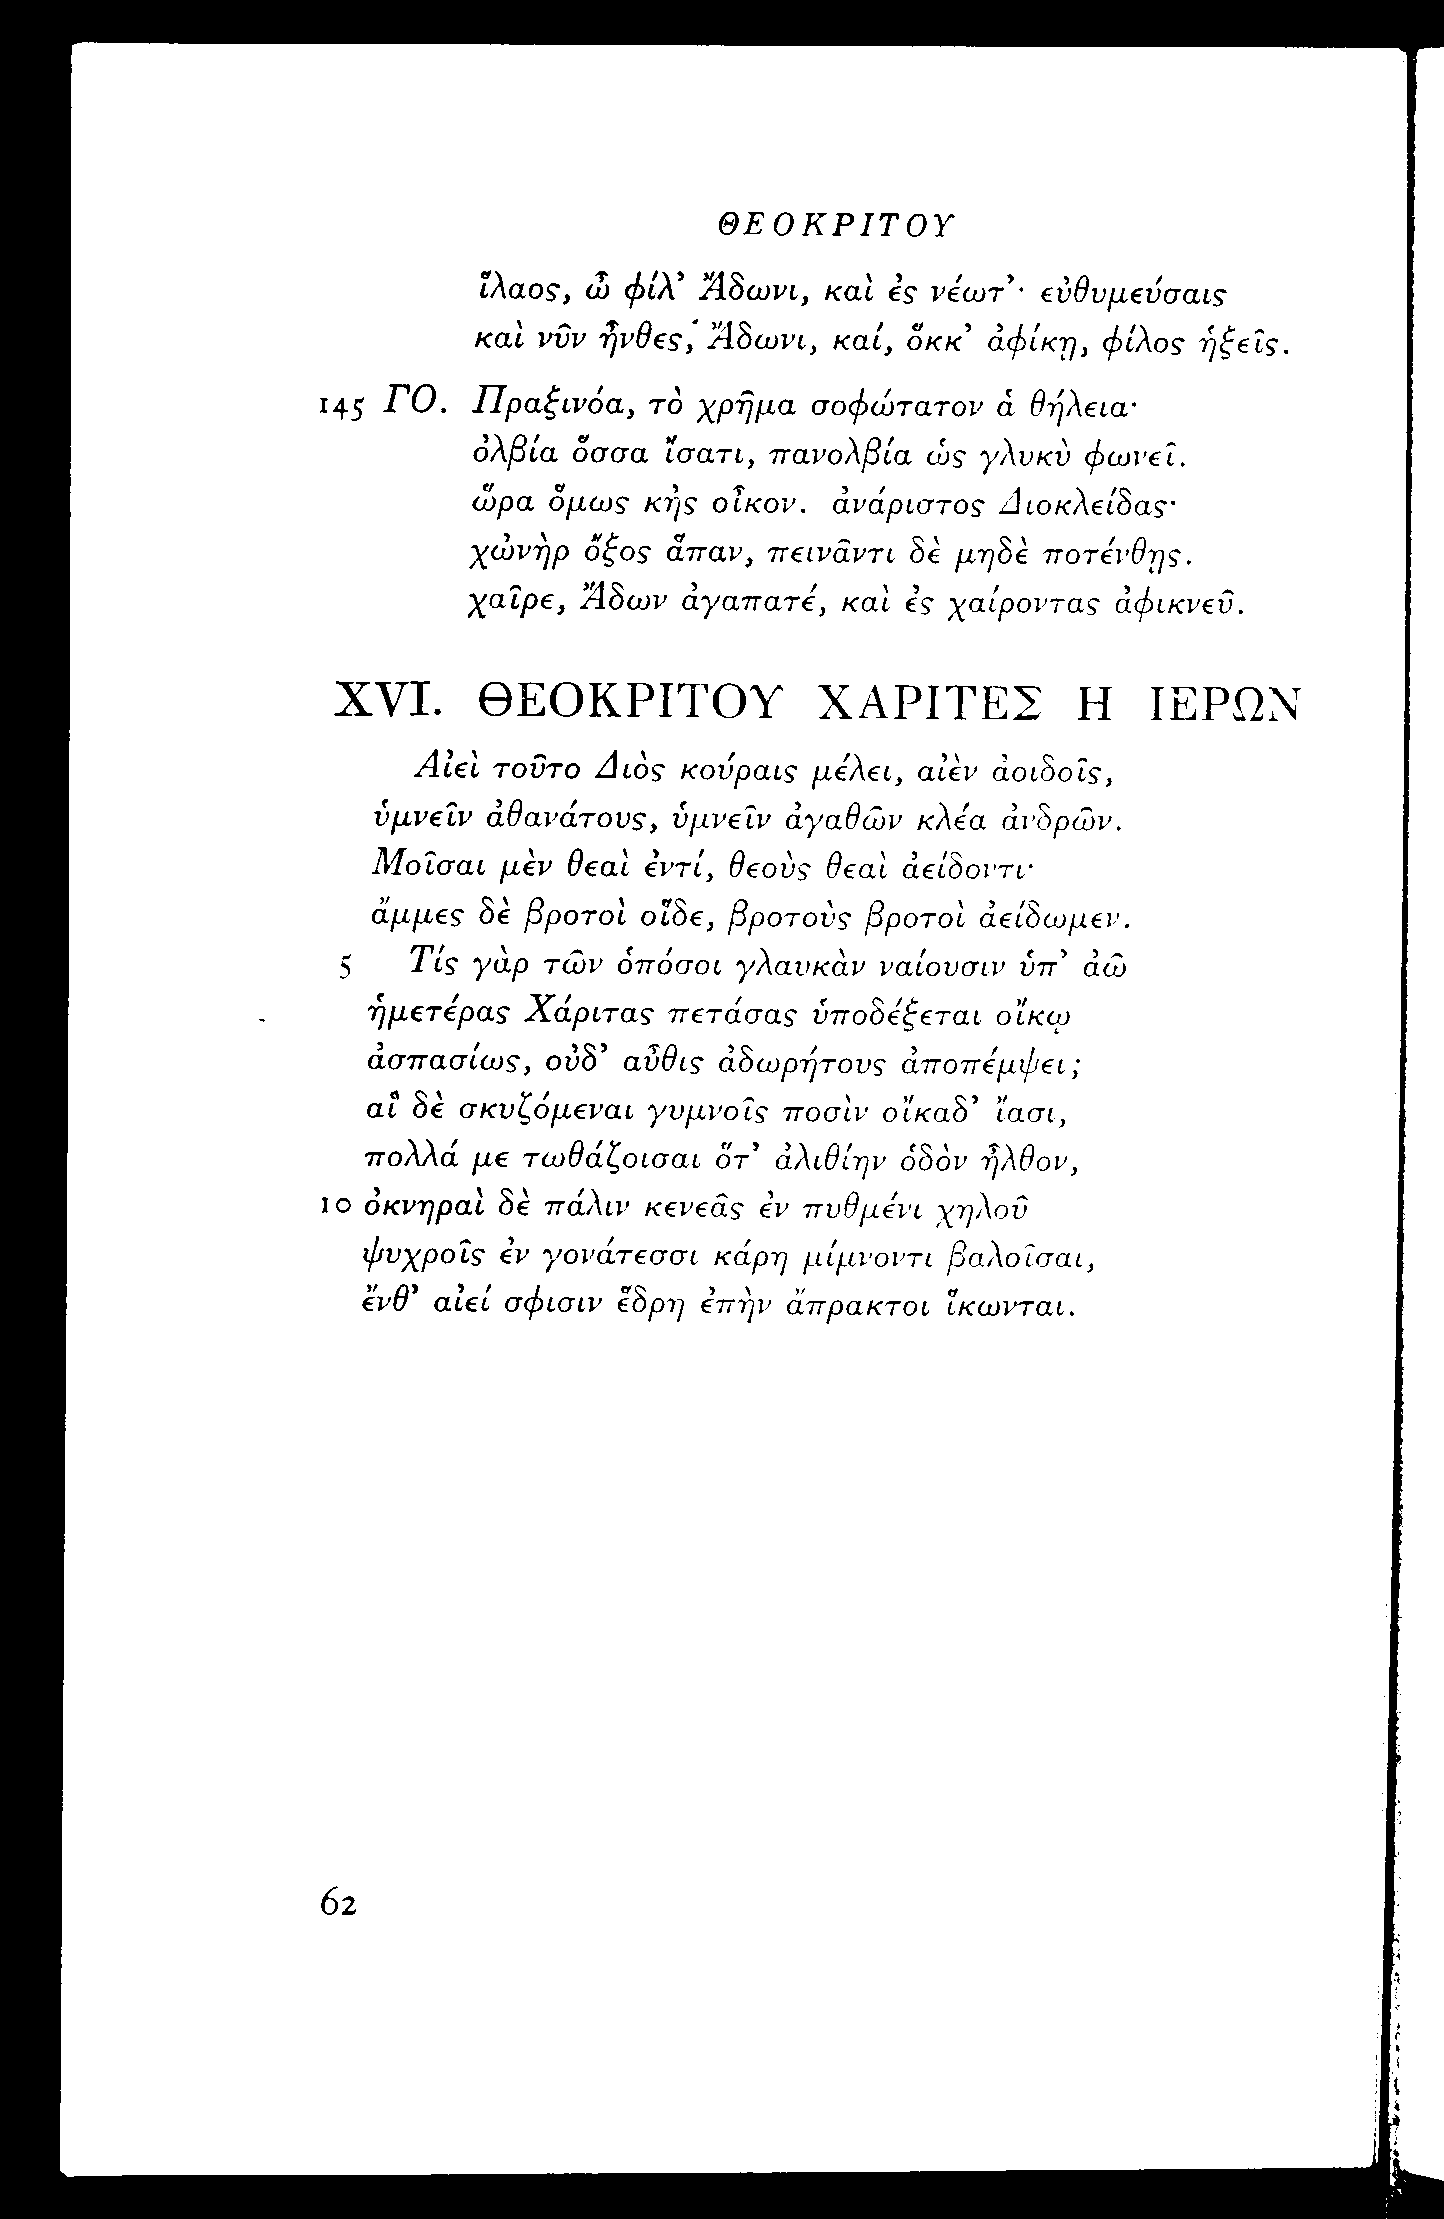 ΘΕΟΚΡΙΤΟΥ
ἵλαος, ὦ φίλ’ Ἄδωνι, καὶ ἐς νέωτ’· εὐθυμεύσαις
καὶ νῦν ἦνθες, Ἄδωνι, καί, ὅκκ’ ἀφίκῃ, φίλος ἡξεῖς.
145 ΓΟ. Πραξινόα, τὸ χρῆμα σοφώτατον ἁ θήλεια·
ὀλβία ὅσσα ἴσατι, πανολβία ὡς γλυκὺ φωνεῖ.
ὥρα ὅμως κἠς οἶκον. ἀνάριστος Διοκλείδας·
χὠνὴρ ὄξος ἅπαν, πεινᾶντι δὲ μηδὲ ποτένθῃς.
χαῖρε, Ἄδων ἀγαπατέ, καὶ ἐς χαίροντας ἀφικνεῦ.
XVI. ΘΕΟΚΡΙΤΟΥ ΧΑΡΙΤΕΣ Η ΙΕΡΩΝ
Αἰεὶ τοῦτο Διὸς κούραις μέλει, αἰὲν ἀοιδοῖς,
ὑμνεῖν ἀθανάτους, ὑμνεῖν ἀγαθῶν κλέα ἀνδρῶν.
Μοῖσαι μὲν θεαὶ ἐντί, θεοὺς θεαὶ ἀείδοντι·
ἄμμες δὲ βροτοὶ οἵδε, βροτοὺς βροτοὶ ἀείδωμεν.
5 Τίς γὰρ τῶν ὁπόσοι γλαυκὰν ναίουσιν ὑπ’ ἀῶ
ἡμετέρας Χάριτας πετάσας ὑποδέξεται οἴκῳ
ἀσπασίως, οὐδ’ αὖθις ἀδωρήτους ἀποπέμψει;
αἳ δὲ σκυζόμεναι γυμνοῖς ποσὶν οἴκαδ’ ἴασι,
πολλά με τωθάζοισαι ὅτ’ ἀλιθίην ὁδὸν ἦλθον,
10 ὀκνηραὶ δὲ πάλιν κενεᾶς ἐν πυθμένι χηλοῦ
ψυχροῖς ἐν γονάτεσσι κάρη μίμνοντι βαλοῖσαι,
ἔνθ’ αἰεί σφισιν ἕδρη ἐπὴν ἄπρακτοι ἵκωνται.
62